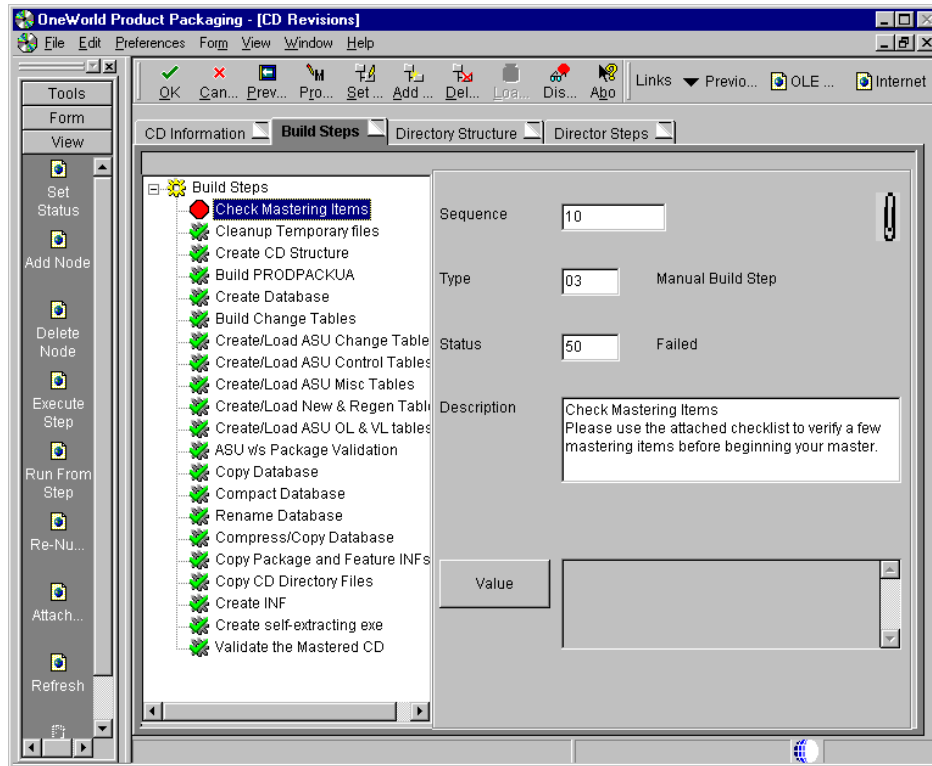 OneWorld Product Packaging - [CD Revisions]
File Edit Preferences Form View Window Help
Tools
Form
View
Set
Status
Add Node
Delete
Node
Execute
Step
Run From
Step
Re-Nu...
Attach...
Refresh
OK Can... Prev... Pro... Set ... Add ... Del... Loa... Dis... Abo Links Previo... OLE ... Internet
CD Information Build Steps Directory Structure Director Steps
Build Steps
Check Mastering Items
Cleanup Temporary files
Create CD Structure
Build PRODPACKUA
Create Database
Build Change Tables
Create/Load ASU Change Table
Create/Load ASU Control Tables
Create/Load ASU Misc Tables
Create/Load New & Regen Tabl
Create/Load ASU OL & VL tables
ASU v/s Package Validation
Copy Database
Compact Database
Rename Database
Compress/Copy Database
Copy Package and Feature INFs
Copy CD Directory Files
Create INF
Create self-extracting exe
Validate the Mastered CD
Sequence 10
Type 03 Manual Build Step
Status 50 Failed
Description Check Mastering Items
Please use the attached checklist to verify a few
mastering items before beginning your master.
Value